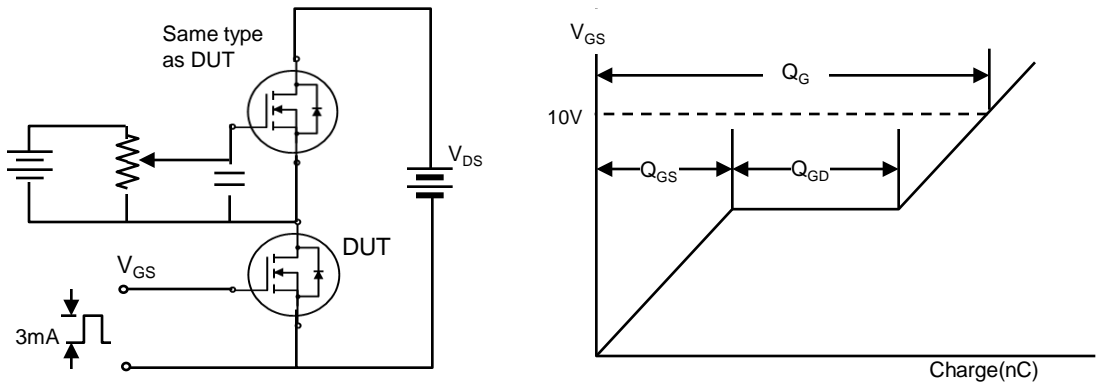 Same type
as DUT
V_DS
DUT
V_GS
3mA
V_GS
Q_G
10V
Q_GS
Q_GD
Charge(nC)